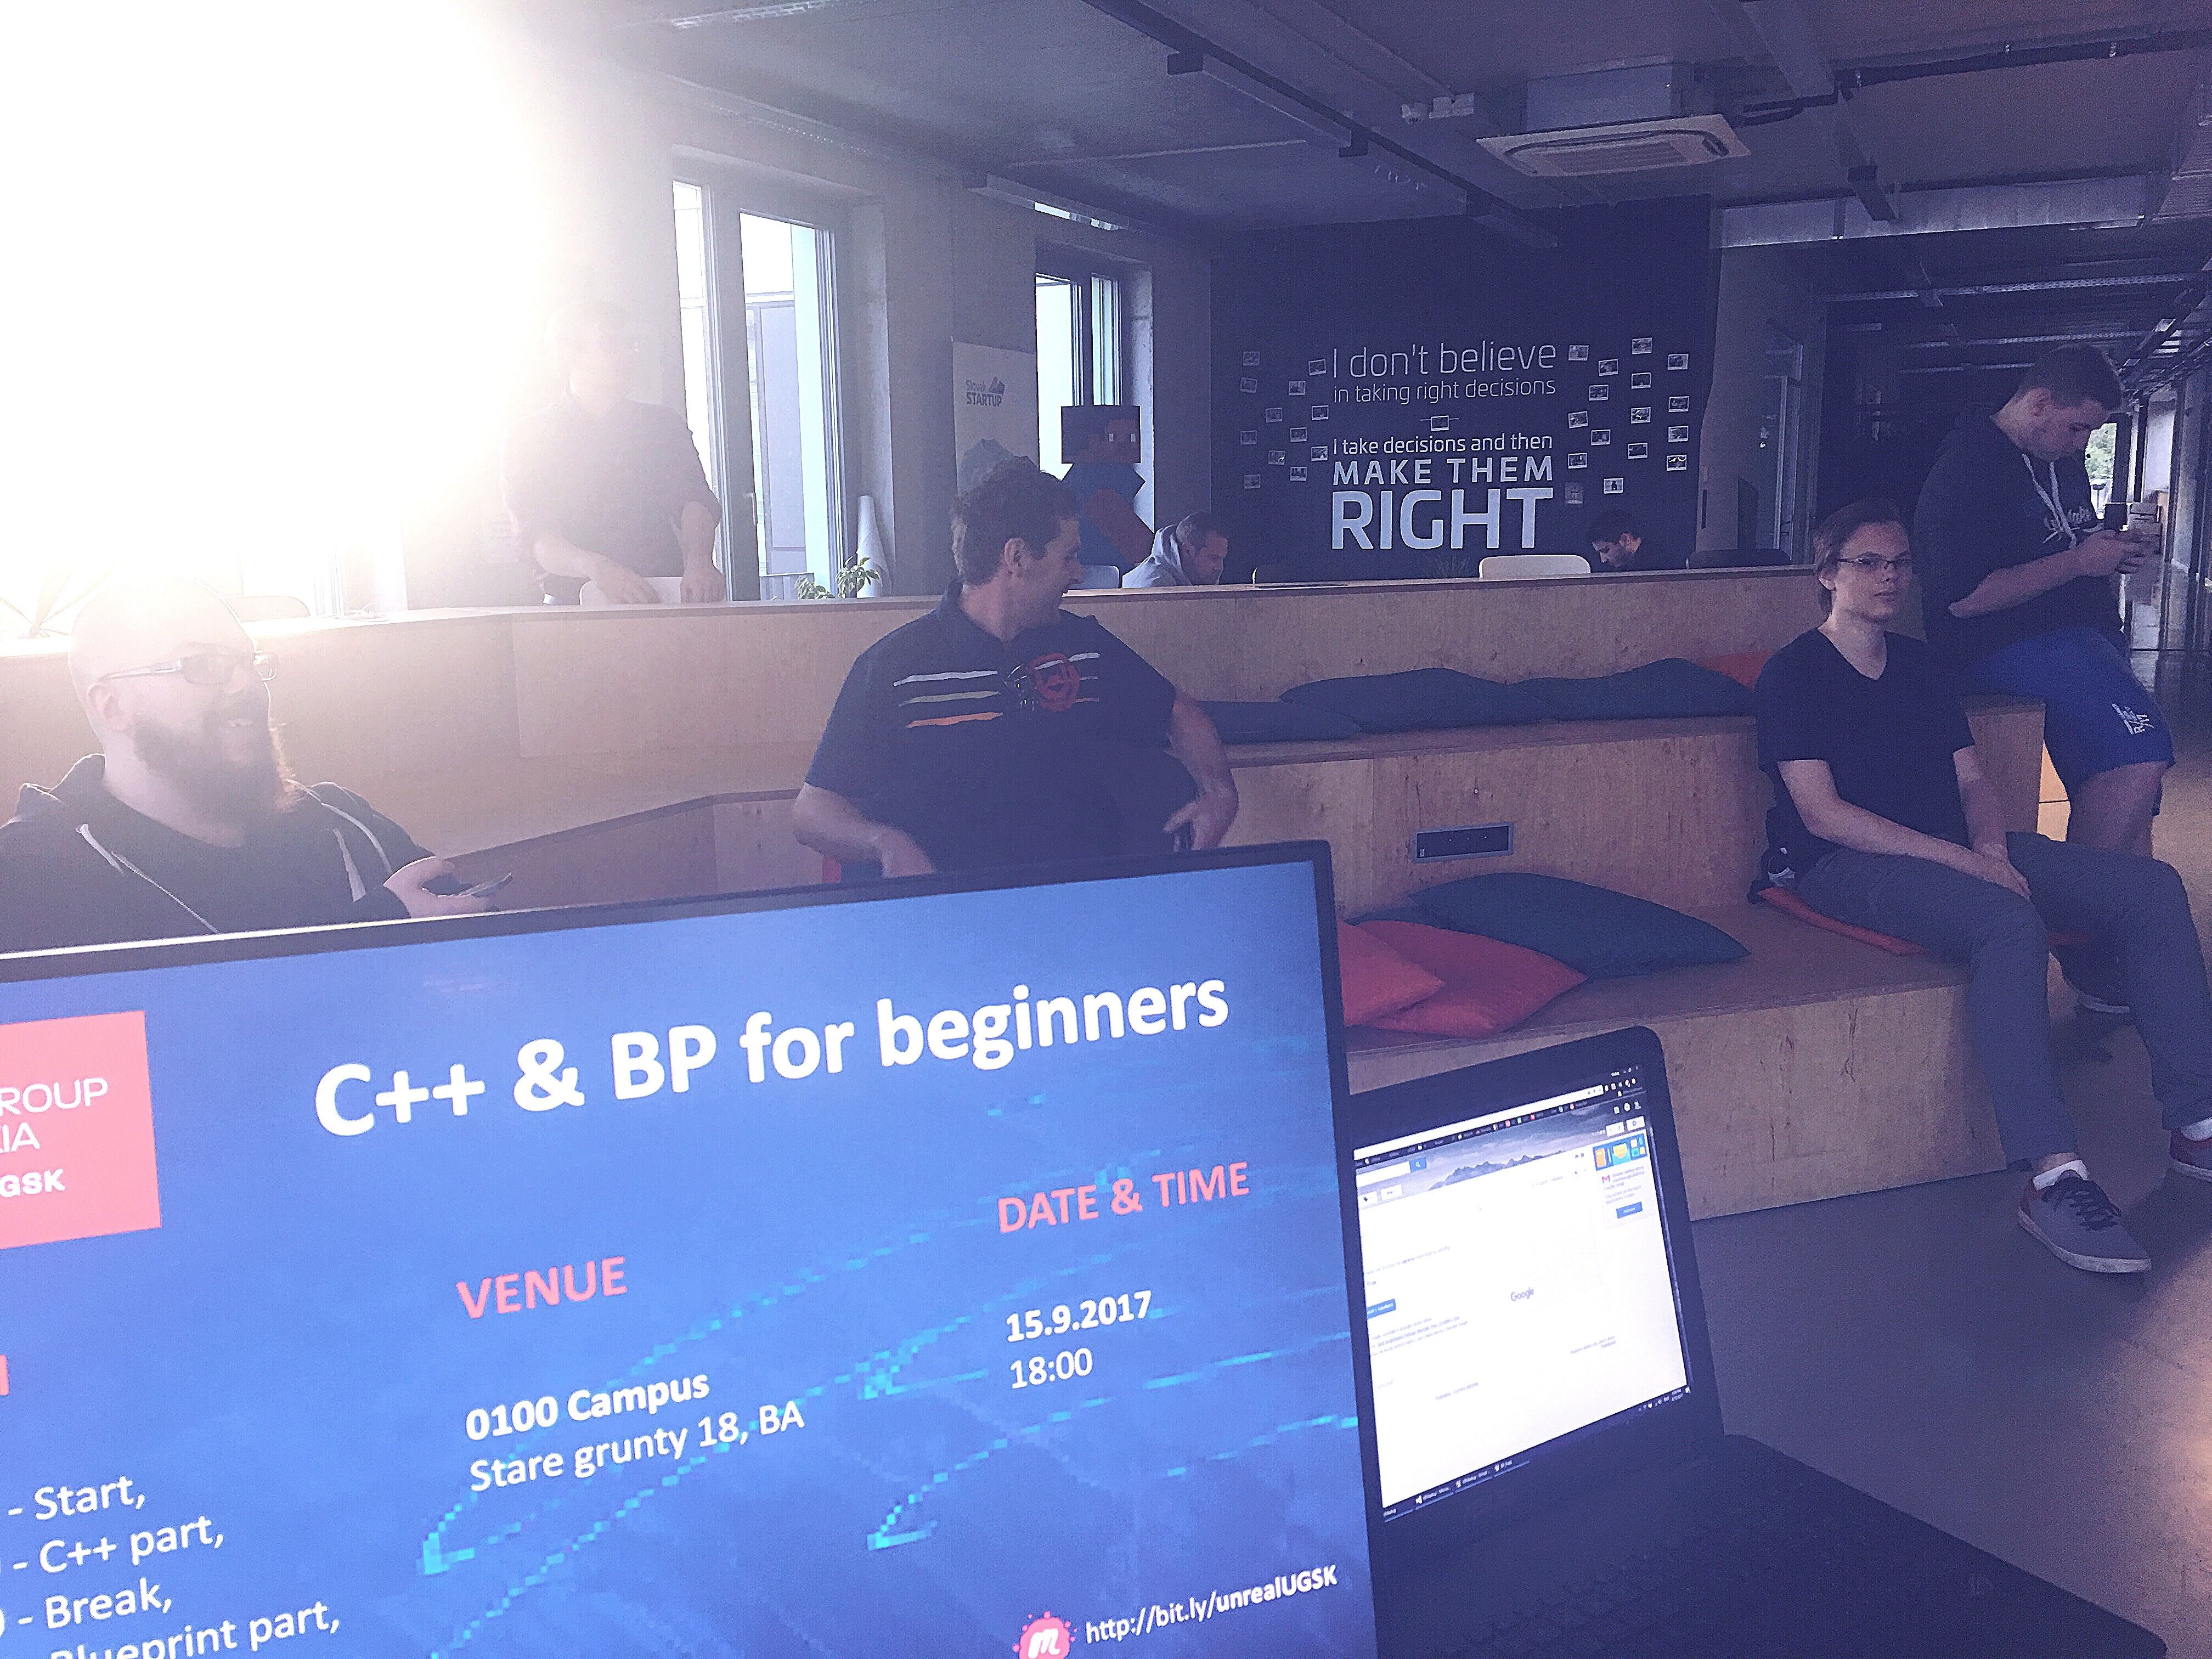 Slovak
STARTUP
I don't believe
in taking right decisions
I take decisions and then
MAKE THEM
RIGHT
C++ & BP for beginners
ROUP
IA
GSK
VENUE
0100 Campus
Stare grunty 18, BA
DATE & TIME
15.9.2017
18:00
- Start,
- C++ part,
- Break,
Blueprint part,
http://bit.ly/unrealUGSK
Google